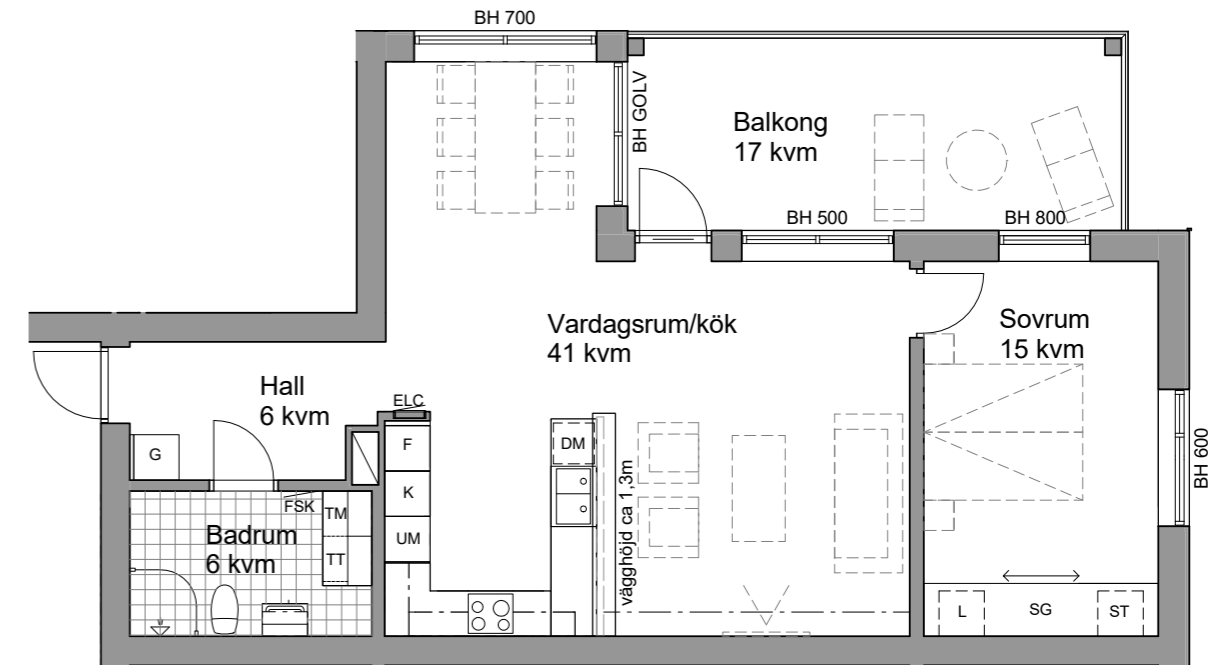 BH 700
BH GOLV
Balkong
17 kvm
BH 500
BH 800
Vardagsrum/kök
41 kvm
Sovrum
15 kvm
Hall
6 kvm
ELC
G
F
K
UM
DM
vägghöjd ca 1,3m
BH 600
FSK
TM
TT
Badrum
6 kvm
L
SG
ST